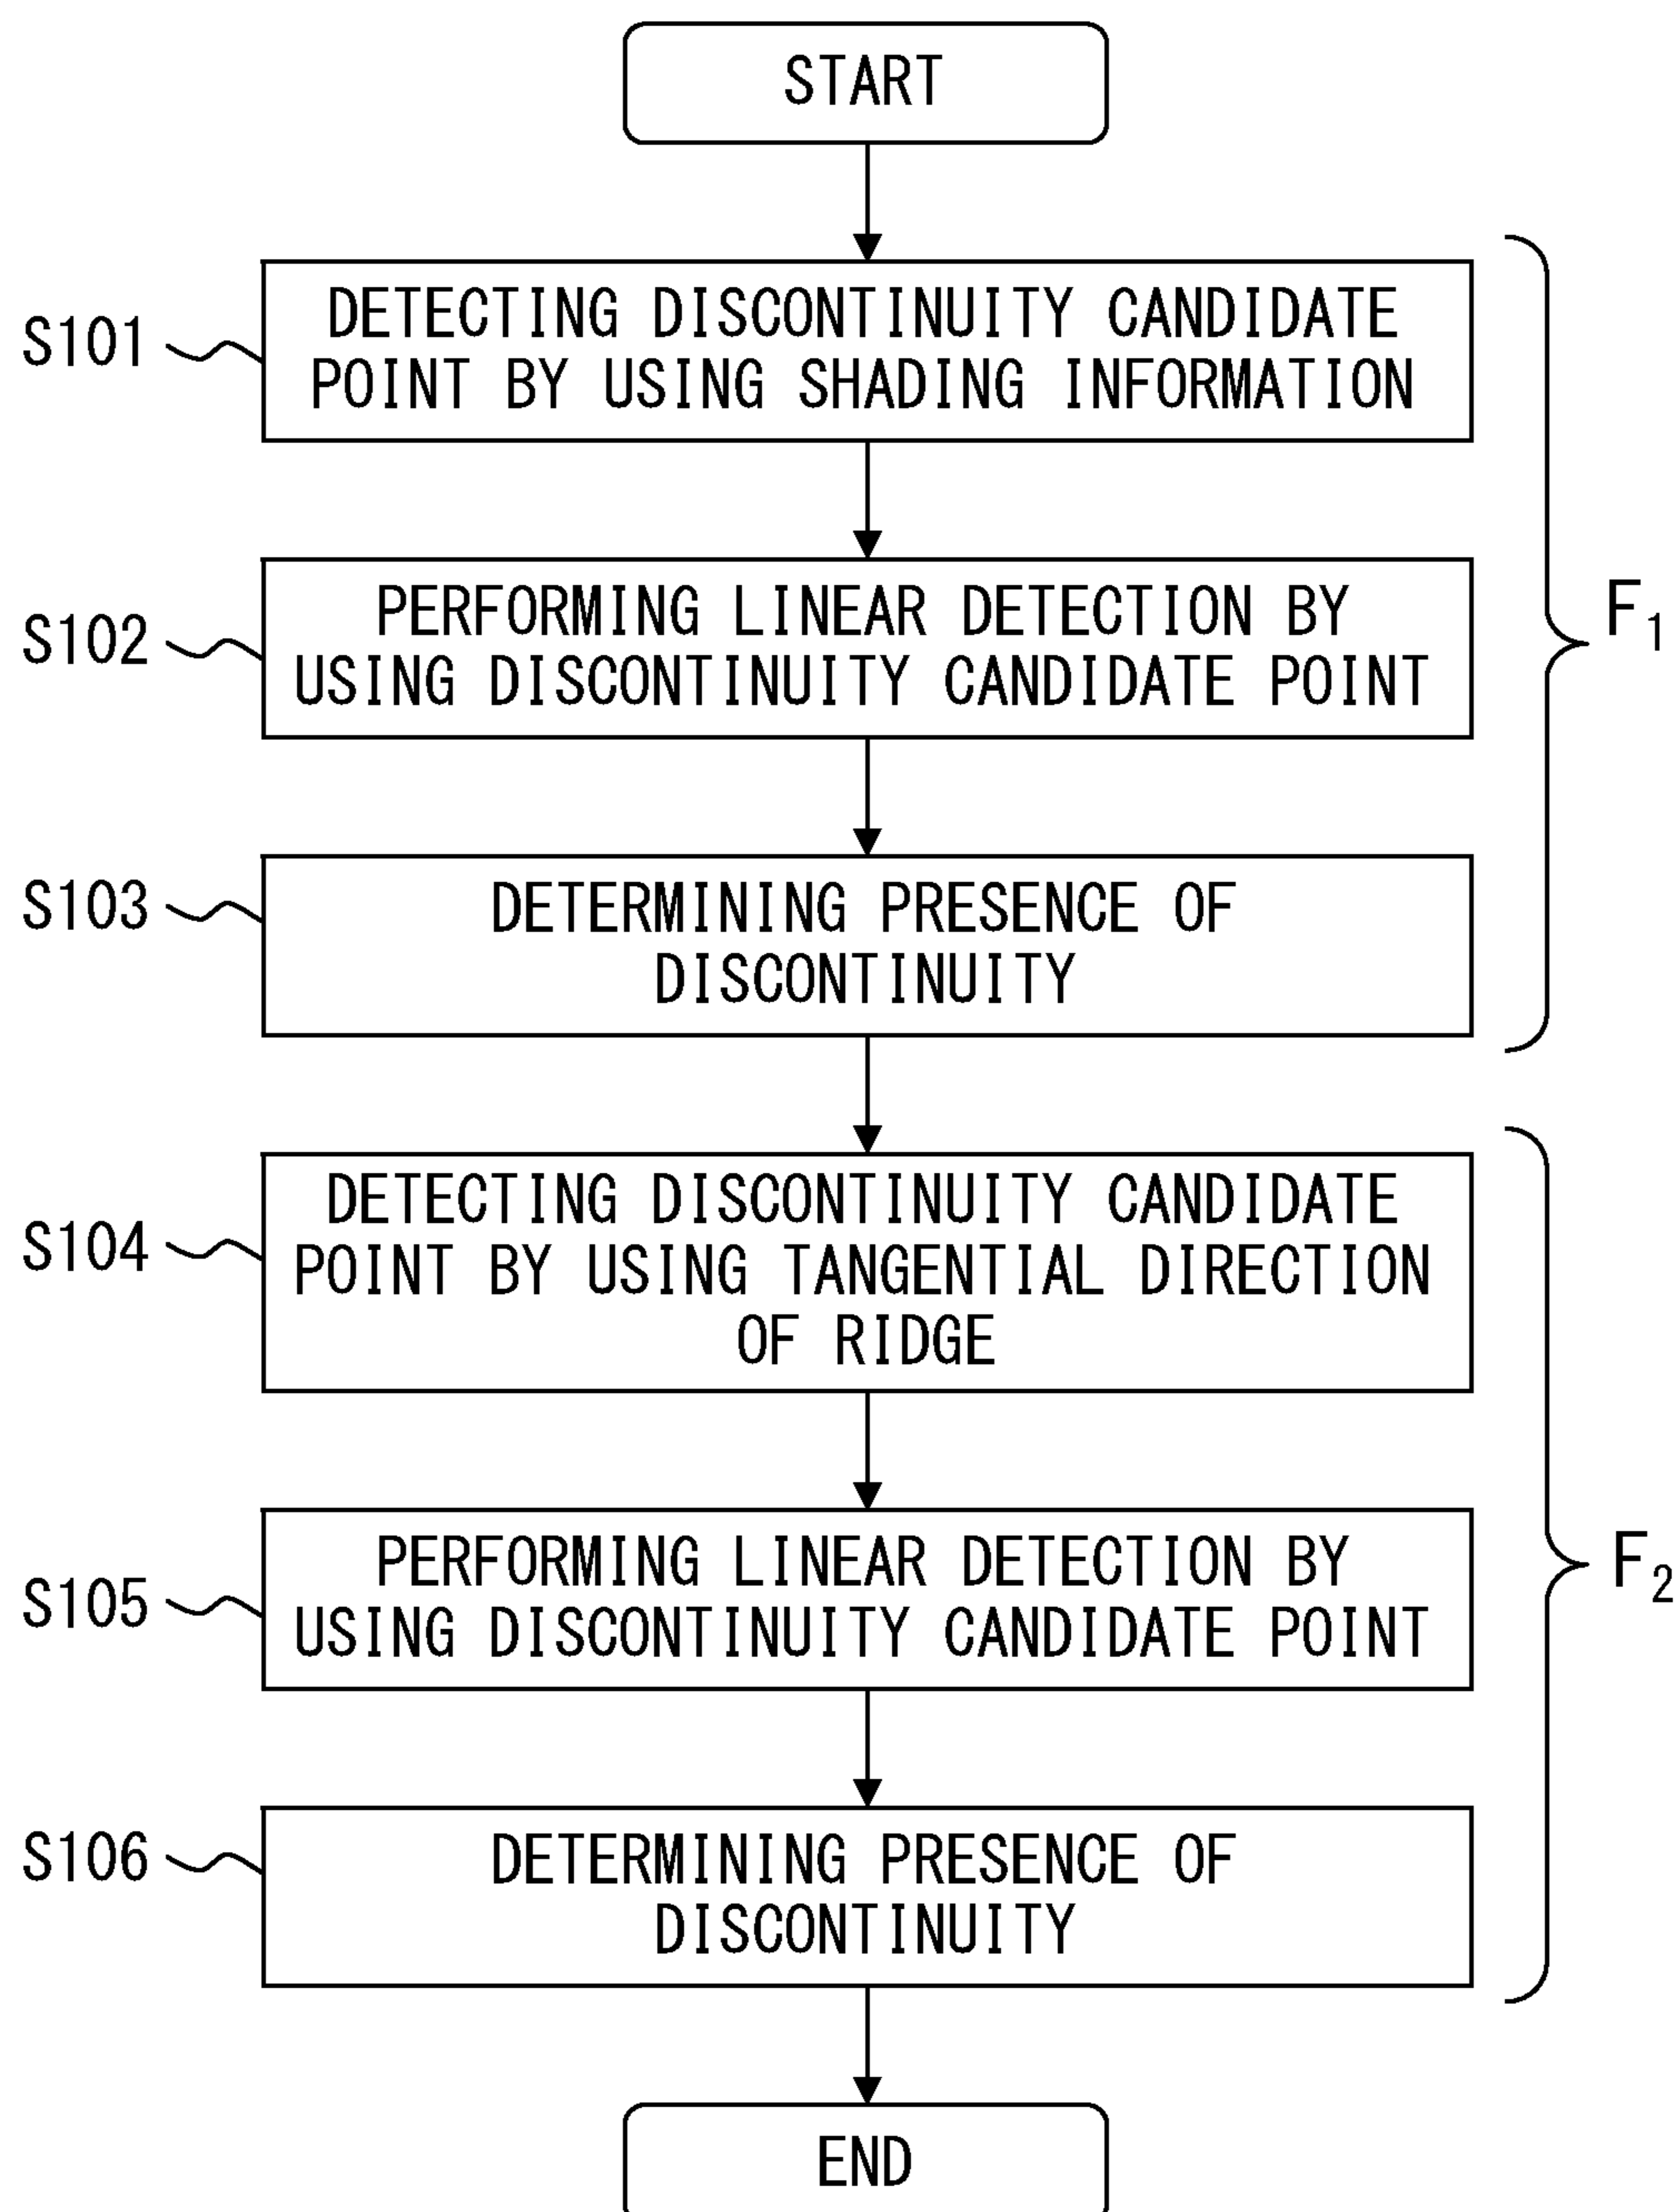 START
S101
DETECTING DISCONTINUITY CANDIDATE
POINT BY USING SHADING INFORMATION
S102
PERFORMING LINEAR DETECTION BY
USING DISCONTINUITY CANDIDATE POINT
F1
S103
DETERMINING PRESENCE OF
DISCONTINUITY
S104
DETECTING DISCONTINUITY CANDIDATE
POINT BY USING TANGENTIAL DIRECTION
OF RIDGE
S105
PERFORMING LINEAR DETECTION BY
USING DISCONTINUITY CANDIDATE POINT
F2
S106
DETERMINING PRESENCE OF
DISCONTINUITY
END